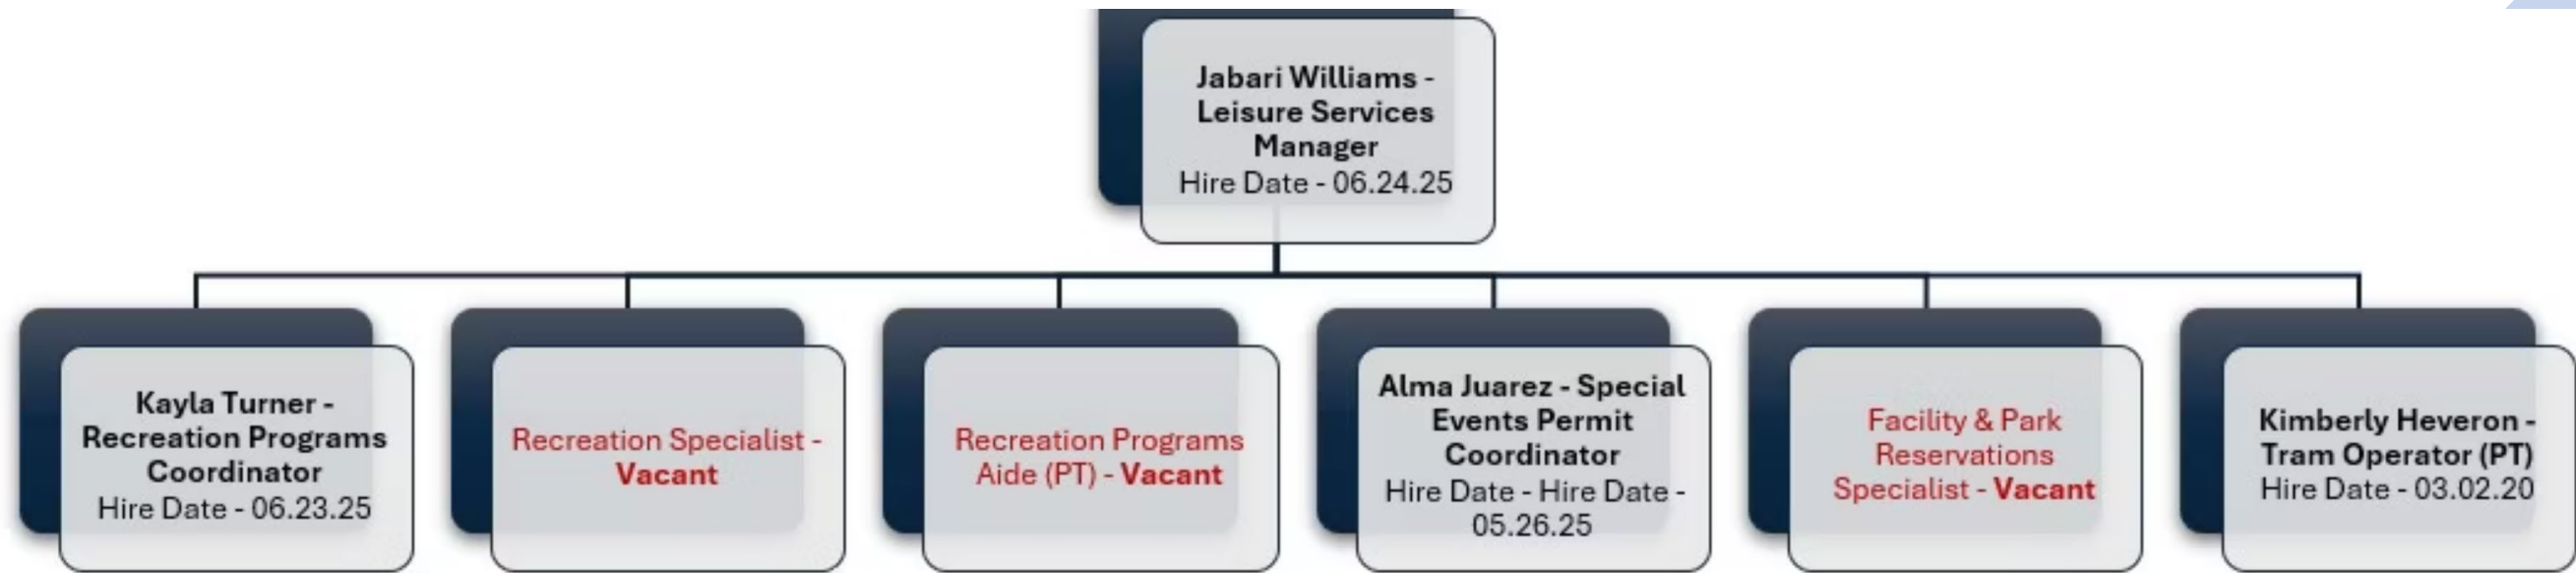 Jabari Williams -
Leisure Services
Manager
Hire Date - 06.24.25
Kayla Turner -
Recreation Programs
Coordinator
Hire Date - 06.23.25
Recreation Specialist -
Vacant
Recreation Programs
Aide (PT) - Vacant
Alma Juarez - Special
Events Permit
Coordinator
Hire Date - Hire Date -
05.26.25
Facility & Park
Reservations
Specialist - Vacant
Kimberly Heveron -
Tram Operator (PT)
Hire Date - 03.02.20